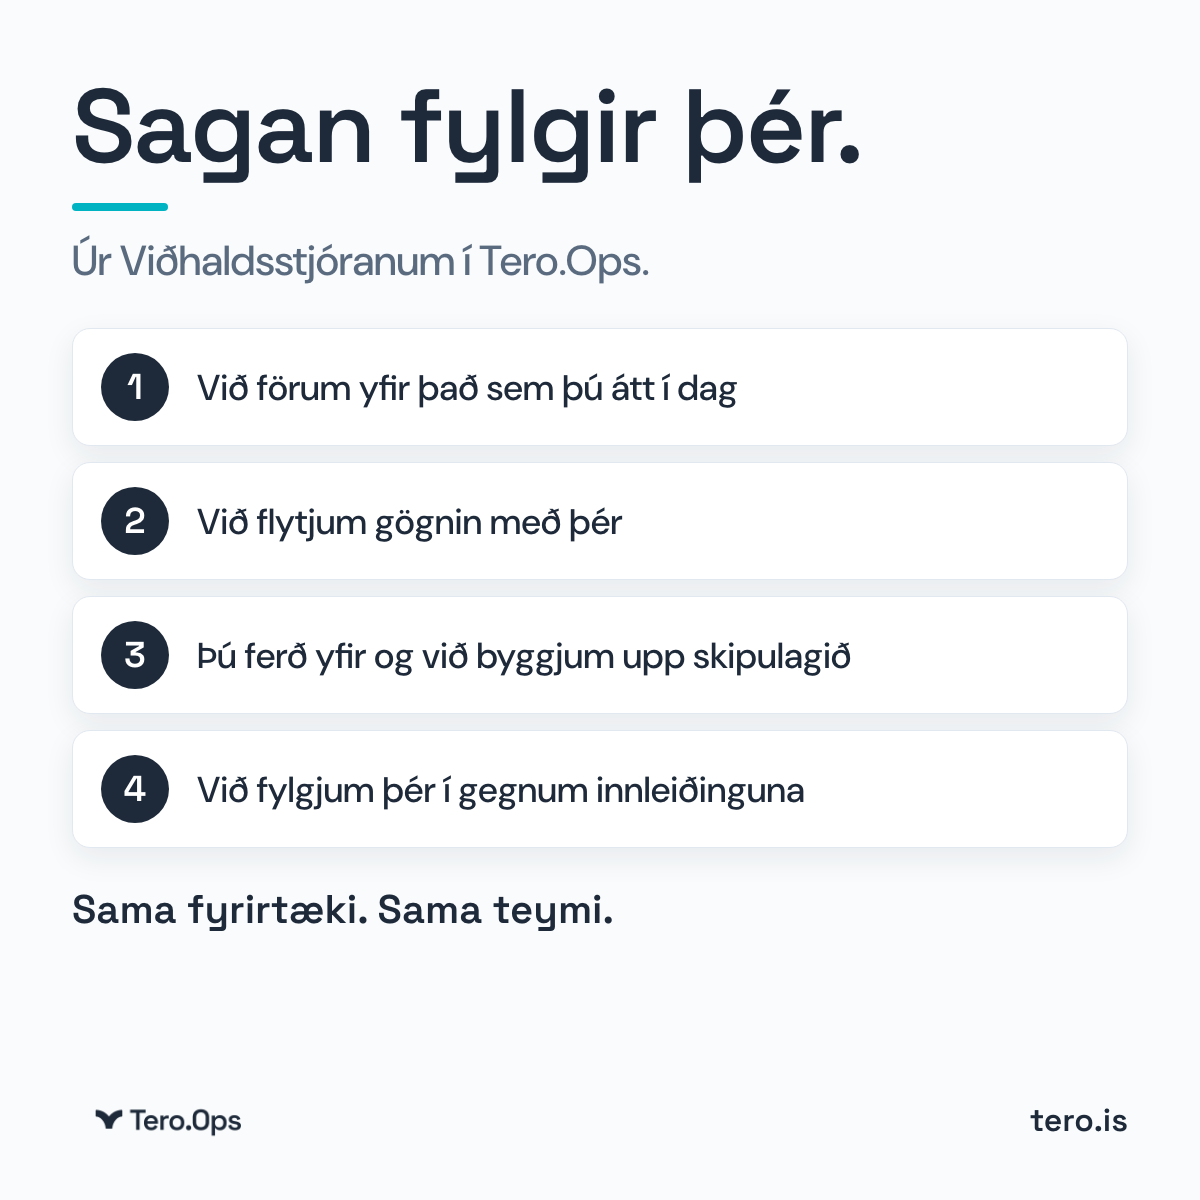 Sagan fylgir þér.
Úr Viðhaldsstjóranum í Tero.Ops.
1 Við förum yfir það sem þú átt í dag
2 Við flytjum gögnin með þér
3 Þú ferð yfir og við byggjum upp skipulagið
4 Við fylgjum þér í gegnum innleiðinguna
Sama fyrirtæki. Sama teymi.
Tero.Ops
tero.is